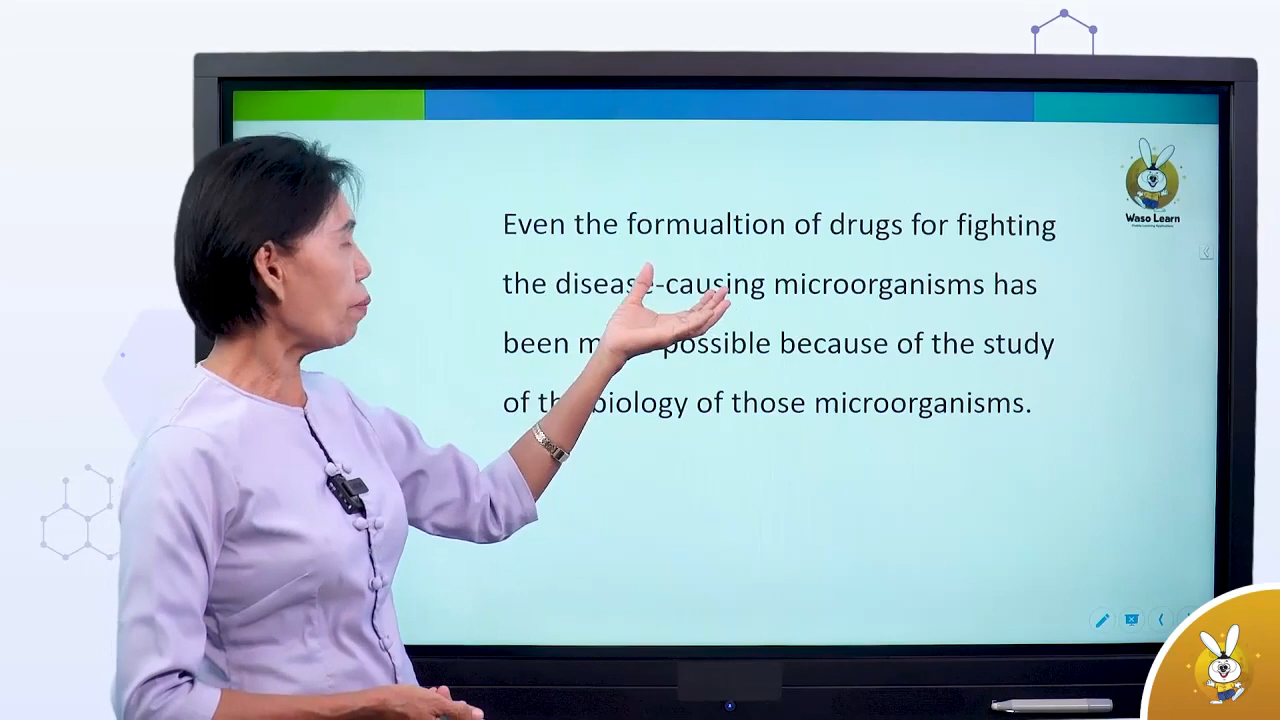 Even the formualtion of drugs for fighting
the disease-causing microorganisms has
been possible because of the study
of the biology of those microorganisms.
Waso Learn